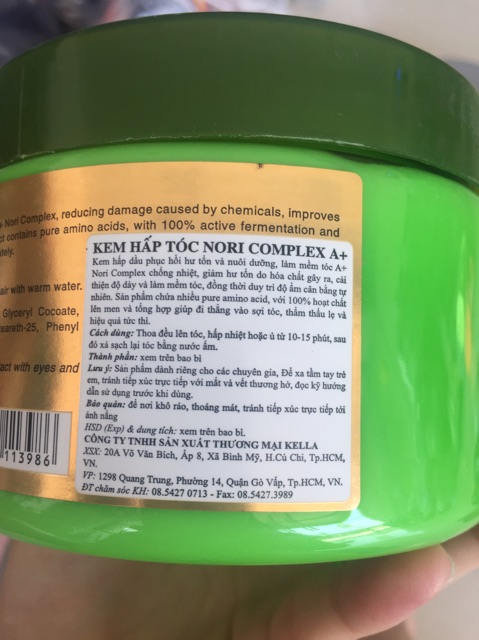 Nori Complex, reducing damage caused by chemicals, improves
ct contains pure amino acids, with 100% active fermentation and
ately.
KEM HẤP TÓC NORI COMPLEX A+
Kem hấp dầu phục hồi hư tổn và nuôi dưỡng, làm mềm tóc A+
Nori Complex chống nhiệt, giảm hư tổn do hóa chất gây ra, cải
thiện độ dày và làm mềm tóc, đồng thời duy trì độ ẩm cân bằng tự
nhiên. Sản phẩm chứa nhiều pure amino acid, với 100% hoạt chất
lên men và tổng hợp giúp đi thẳng vào sợi tóc, thẩm thấu lẹ và
hiệu quả tức thì.
Cách dùng: Thoa đều lên tóc, hấp nhiệt hoặc ủ từ 10-15 phút, sau
đó xả sạch lại tóc bằng nước ấm.
Thành phần: xem trên bao bì
Lưu ý: Sản phẩm dành riêng cho các chuyên gia, Để xa tầm tay trẻ
em, tránh tiếp xúc trực tiếp với mắt và vết thương hở, đọc kỹ hướng
dẫn sử dụng trước khi dùng.
Bảo quản: để nơi khô ráo, thoáng mát, tránh tiếp xúc trực tiếp tới
ánh nắng
HSD (Exp) & dung tích: xem trên bao bì.
CÔNG TY TNHH SẢN XUẤT THƯƠNG MẠI KELLA
XSX: 20A Võ Văn Bích, Ấp 8, Xã Bình Mỹ, H.Củ Chi, Tp.HCM,
VN.
VP: 1298 Quang Trung, Phường 14, Quận Gò Vấp, Tp.HCM, VN.
ĐT chăm sóc KH: 08.5427 0713 - Fax: 08.5427.3989
air with warm water.
Glyceryl Cocoate,
eareth-25, Phenyl
tact with eyes and
113986